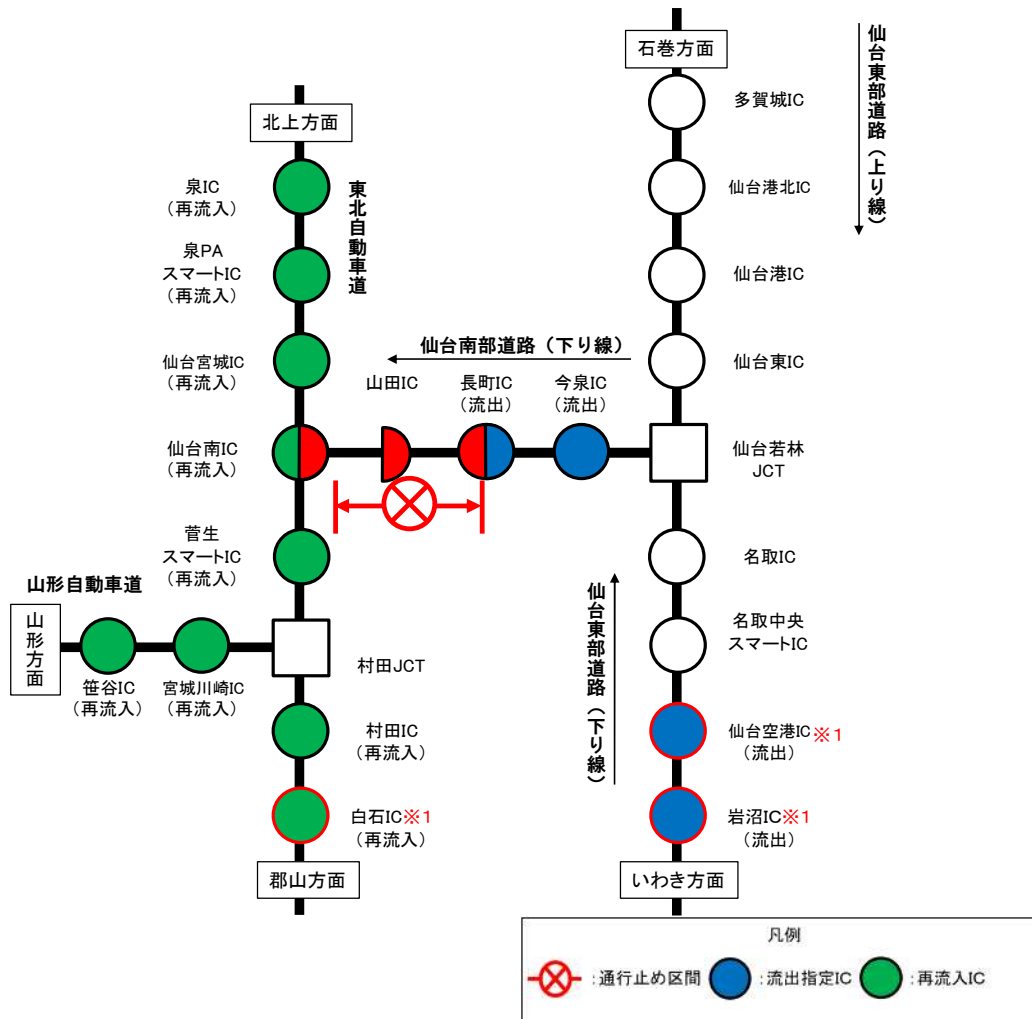 石巻方面
仙台東部道路（上り線）
多賀城IC
北上方面
仙台港北IC
泉IC
（再流入）
東北自動車道
泉PA
スマートIC
（再流入）
仙台港IC
仙台南部道路（下り線）
仙台宮城IC
（再流入）
山田IC
長町IC
（流出）
今泉IC
（流出）
仙台東IC
仙台南IC
（再流入）
仙台若林
JCT
菅生
スマートIC
（再流入）
名取IC
山形自動車道
仙台東部道路（下り線）
山形方面
名取中央
スマートIC
村田JCT
笹谷IC
（再流入）
宮城川崎IC
（再流入）
村田IC
（再流入）
仙台空港IC※1
（流出）
白石IC※1
（再流入）
岩沼IC※1
（流出）
郡山方面
いわき方面
凡例
:通行止め区間
:流出指定IC
:再流入IC